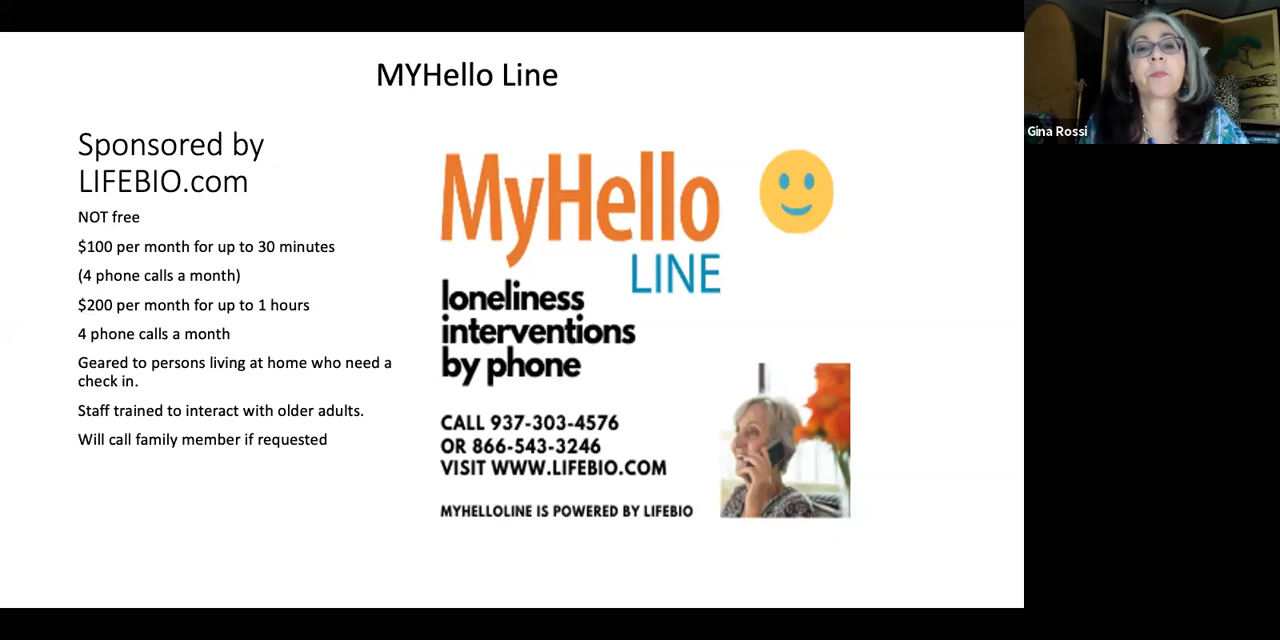 MYHello Line
Sponsored by
LIFEBIO.com
NOT free
$100 per month for up to 30 minutes
(4 phone calls a month)
$200 per month for up to 1 hours
4 phone calls a month
Geared to persons living at home who need a
check in.
Staff trained to interact with older adults.
Will call family member if requested
MyHello
LINE
loneliness
interventions
by phone
CALL 937-303-4576
OR 866-543-3246
VISIT WWW.LIFEBIO.COM
MYHELLOLINE IS POWERED BY LIFEBIO
Gina Rossi